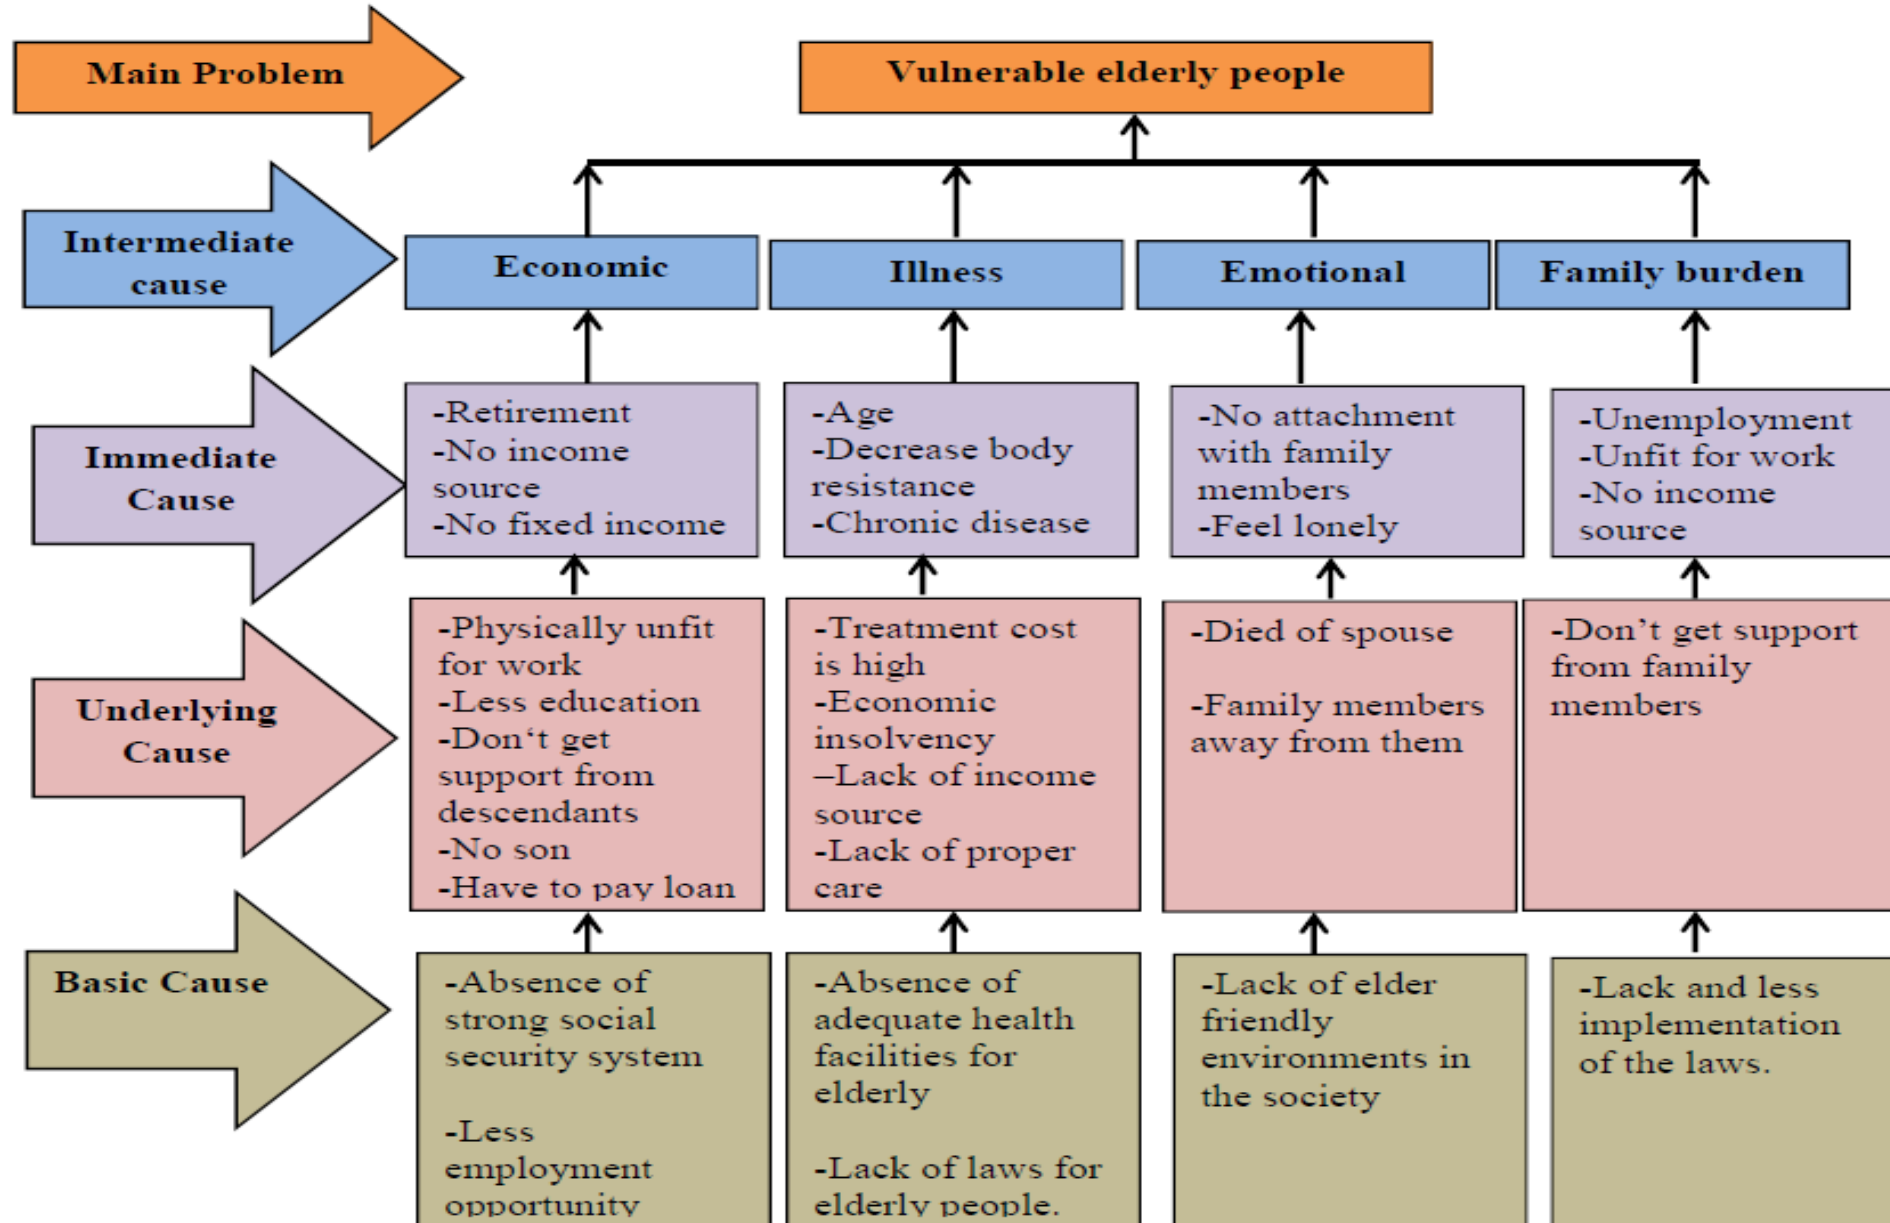 Main Problem
Vulnerable elderly people
Intermediate
cause
Economic
Illness
Emotional
Family burden
Immediate
Cause
-Retirement
-No income
source
-No fixed income
-Age
-Decrease body
resistance
-Chronic disease
-No attachment
with family
members
-Feel lonely
-Unemployment
-Unfit for work
-No income
source
Underlying
Cause
-Physically unfit
for work
-Less education
-Don‘t get
support from
descendants
-No son
-Have to pay loan
-Treatment cost
is high
-Economic
insolvency
–Lack of income
source
-Lack of proper
care
-Died of spouse
-Family members
away from them
-Don’t get support
from family
members
Basic Cause
-Absence of
strong social
security system
-Less
employment
opportunity
-Absence of
adequate health
facilities for
elderly
-Lack of laws for
elderly people.
-Lack of elder
friendly
environments in
the society
-Lack and less
implementation
of the laws.